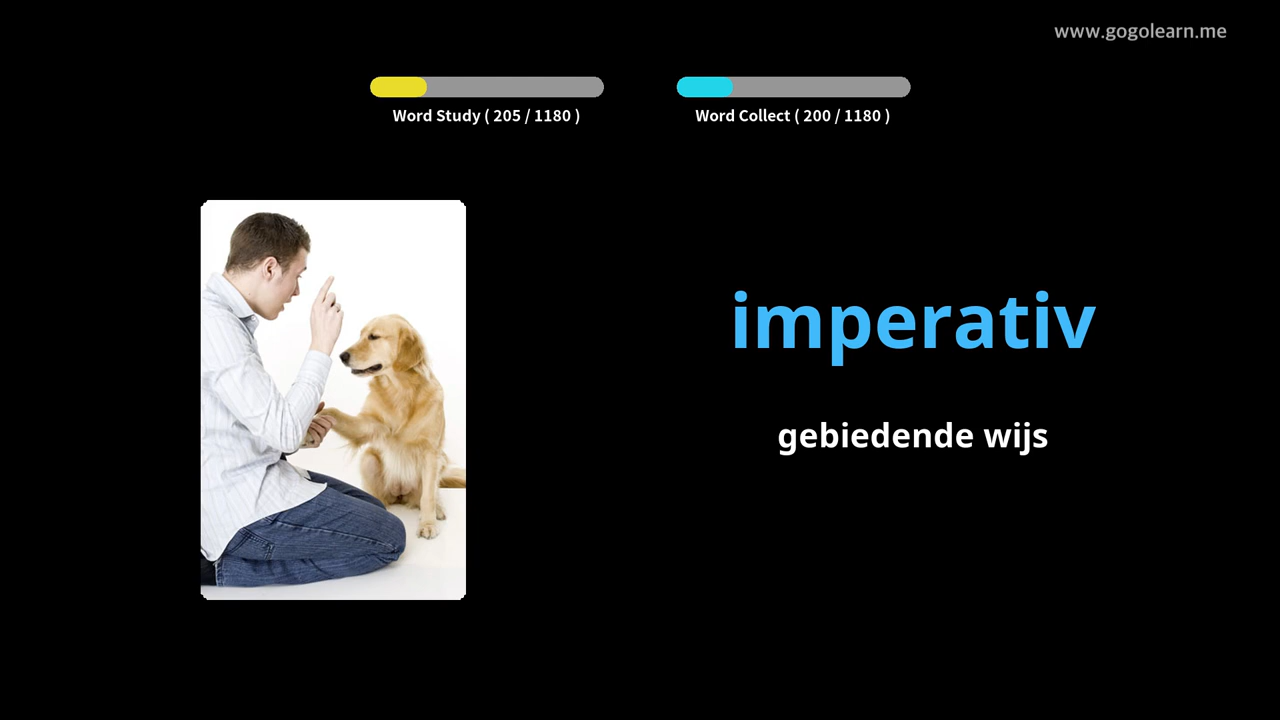 www.gogolearn.me
Word Study ( 205 / 1180 )
Word Collect ( 200 / 1180 )
imperativ
gebiedende wijs